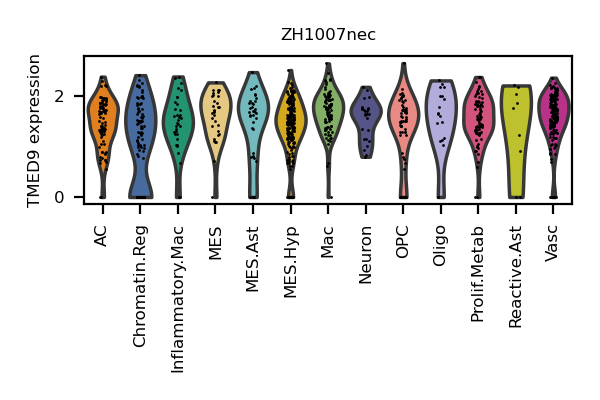 ZH1007nec
TMED9 expression
2
0
AC
Chromatin.Reg
Inflammatory.Mac
MES
MES.Ast
MES.Hyp
Mac
Neuron
OPC
Oligo
Prolif.Metab
Reactive.Ast
Vasc